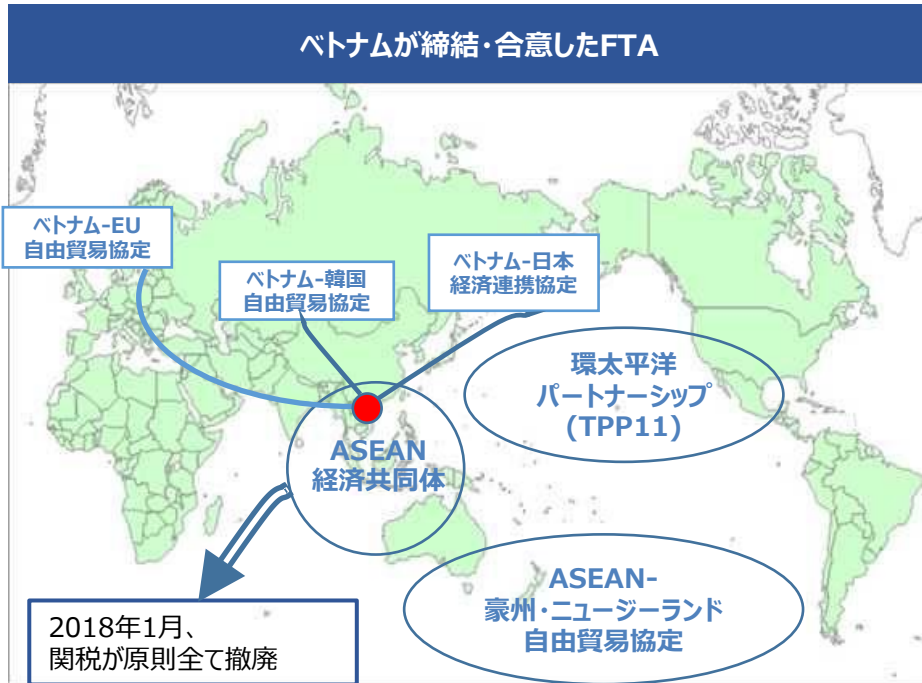 ベトナムが締結・合意したFTA
ベトナム-EU
自由貿易協定
ベトナム-韓国
自由貿易協定
ベトナム-日本
経済連携協定
環太平洋
パートナーシップ
(TPP11)
ASEAN
経済共同体
ASEAN-
豪州・ニュージーランド
自由貿易協定
2018年1月、
関税が原則全て撤廃